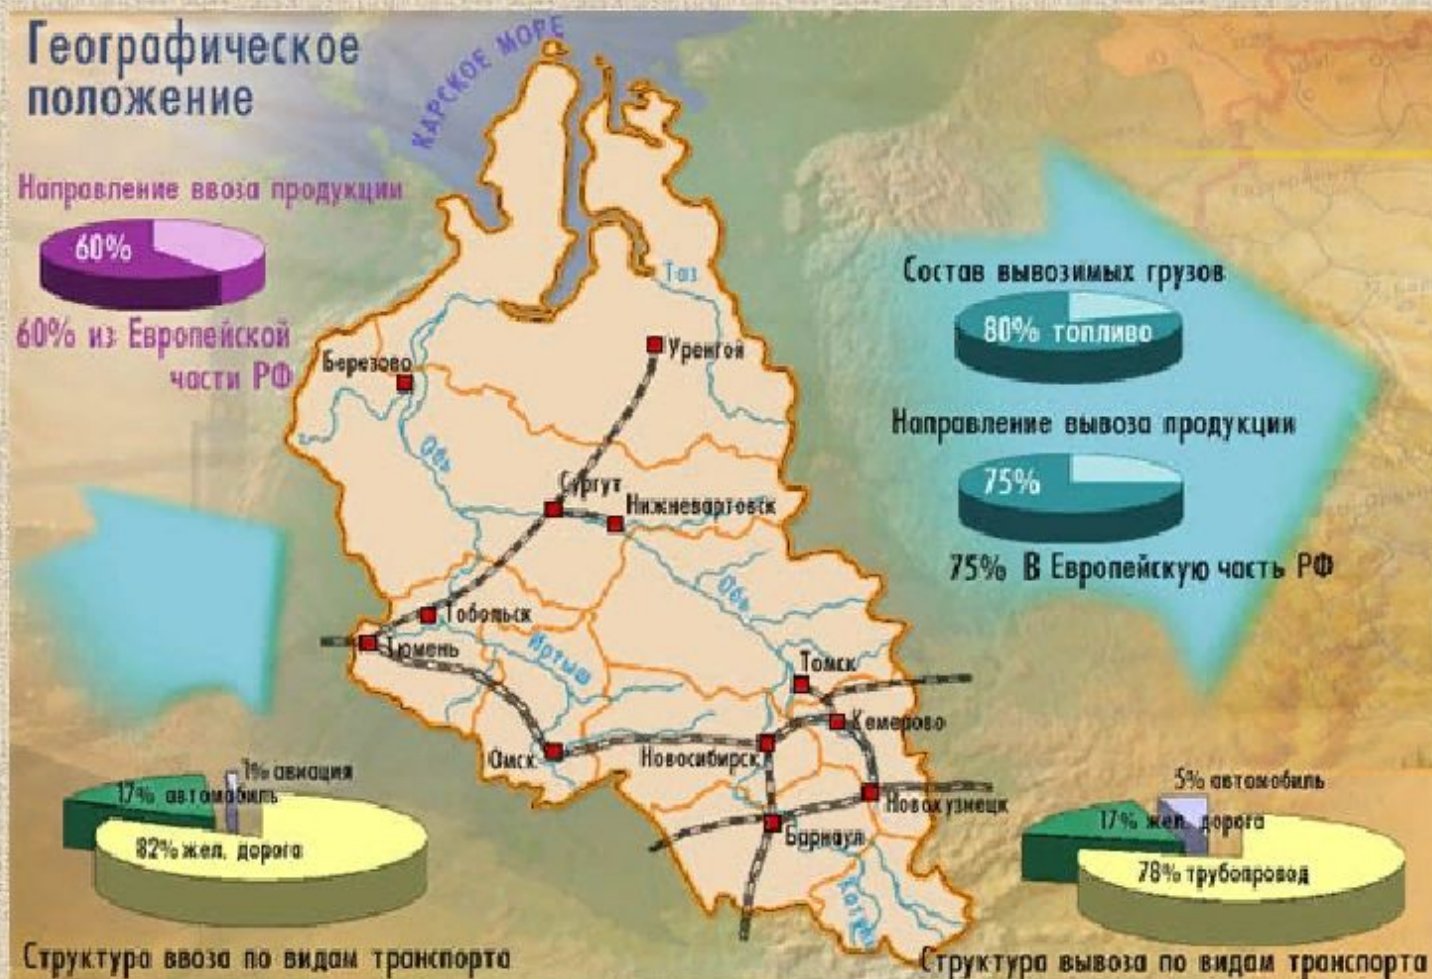 Географическое
положение
КАРСКОЕ МОРЕ
Направление ввоза продукции
60%
60% из Европейской
части РФ
Состав вывозимых грузов
80% топливо
Направление вывоза продукции
75%
75% В Европейскую часть РФ
Таз
Уренгой
Березово
Обь
Сургут
Нижневартовск
Обь
Тобольск
Тюмень
Иртыш
Томск
Кемерово
Омск
Новосибирск
Новокузнецк
Барнаул
Катунь
1% авиация
17% автомобиль
82% жел. дорога
Структура ввоза по видам транспорта
5% автомобиль
17% жел. дорога
78% трубопровод
Структура вывоза по видам транспорта